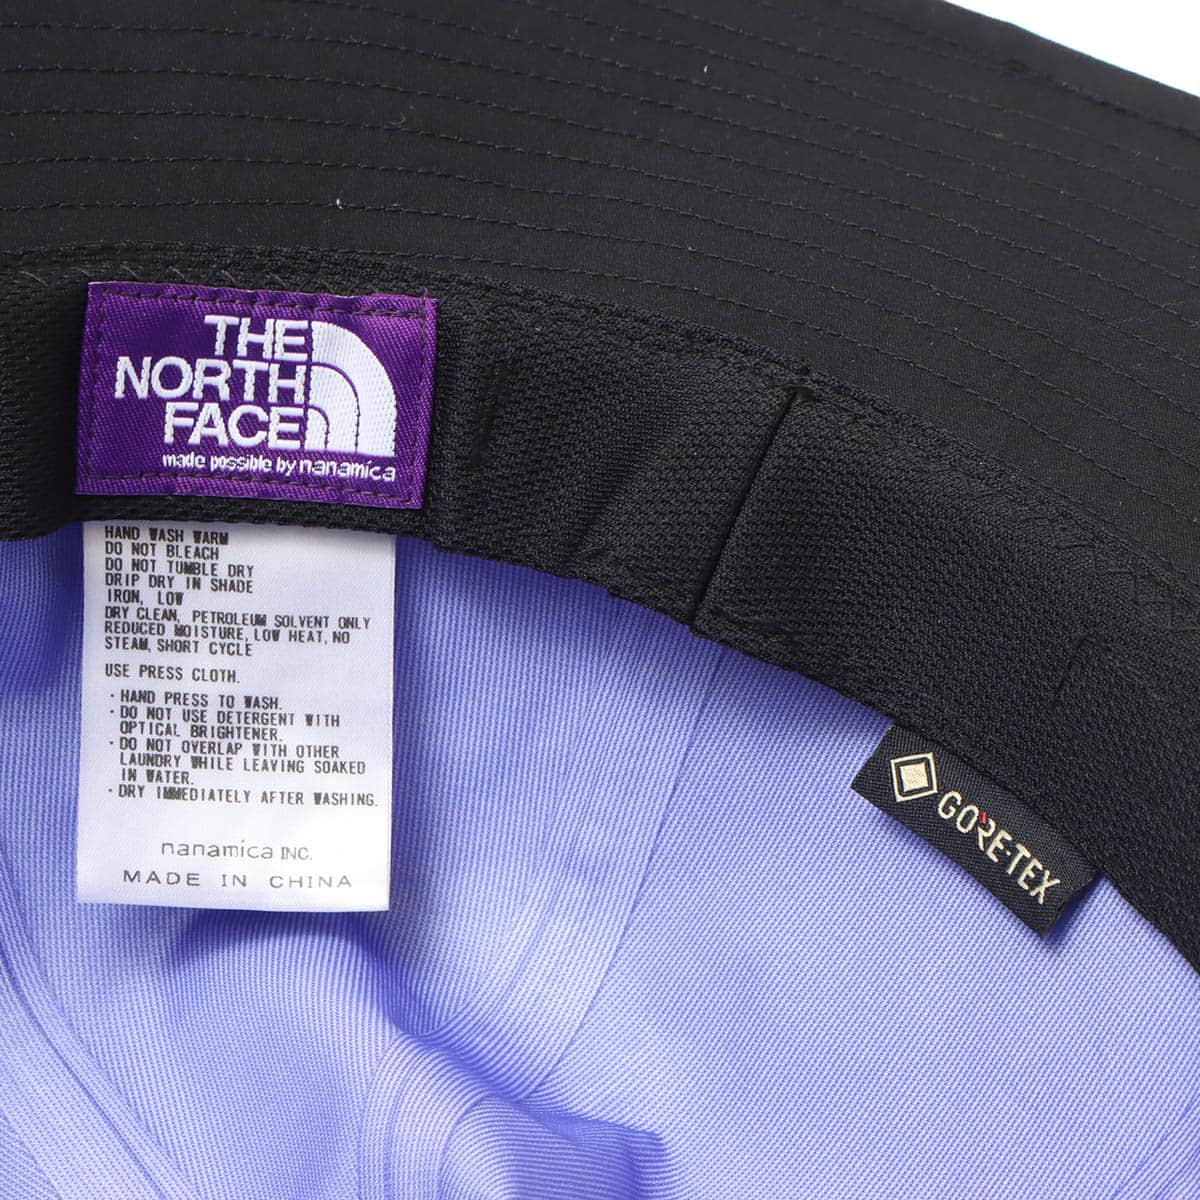 THE
NORTH
FACE
made possible by nanamica
HAND WASH WARM
DO NOT BLEACH
DO NOT TUMBLE DRY
DRIP DRY IN SHADE
IRON, LOW
DRY CLEAN, PETROLEUM SOLVENT ONLY
REDUCED MOISTURE, LOW HEAT, NO
STEAM, SHORT CYCLE
USE PRESS CLOTH.
・HAND PRESS TO WASH.
・DO NOT USE DETERGENT WITH
OPTICAL BRIGHTENER.
・DO NOT OVERLAP WITH OTHER
LAUNDRY WHILE LEAVING SOAKED
IN WATER.
・DRY IMMEDIATELY AFTER WASHING.
nanamica INC.
MADE IN CHINA
GORE-TEX